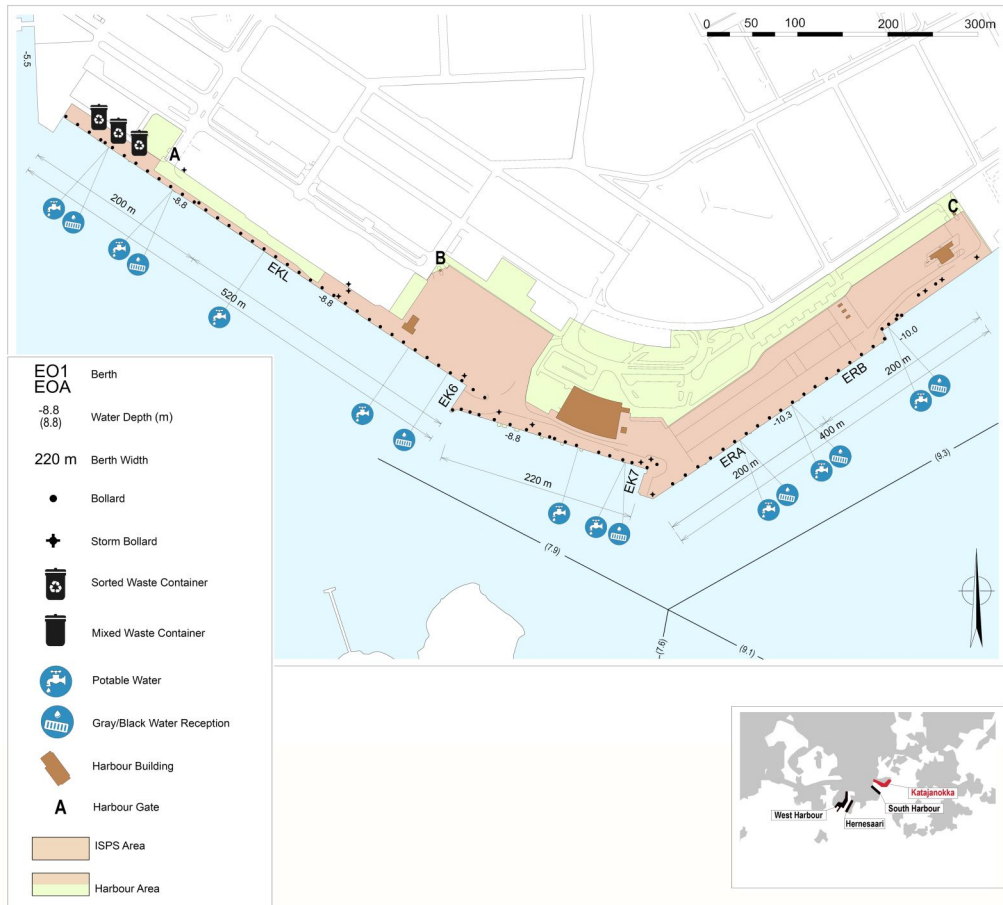 0 50 100 200 300m
-5.5
A
-8.8
200 m
EKL
-8.8
520 m
B
C
EK6
-8.8
EK7
220 m
ERA
200 m
-10.3
400 m
ERB
200 m
-10.0
(9.3)
(7.9)
(7.6)
(9.1)
EO1
EOA
Berth
-8.8
(8.8)
Water Depth (m)
220 m
Berth Width
Bollard
Storm Bollard
Sorted Waste Container
Mixed Waste Container
Potable Water
Gray/Black Water Reception
Harbour Building
A
Harbour Gate
ISPS Area
Harbour Area
Katajanokka
South Harbour
West Harbour
Hernesaari